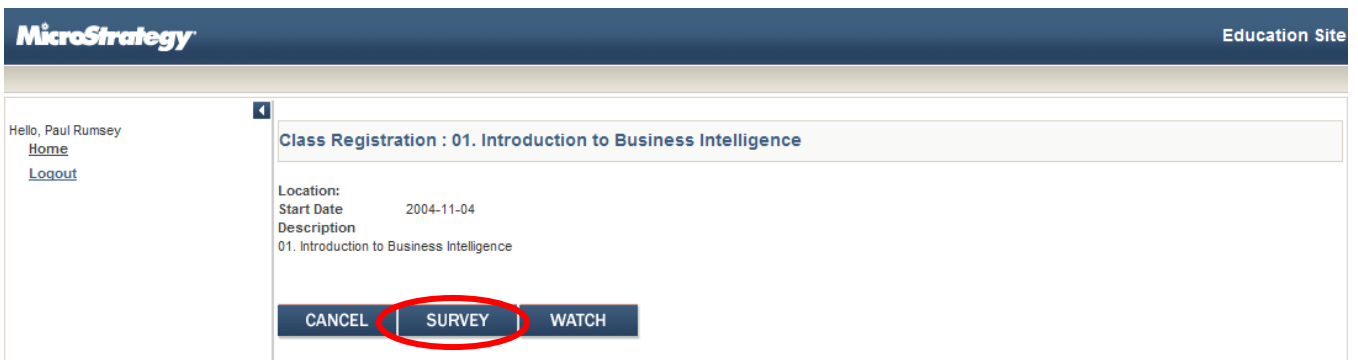 MicroStrategy
Education Site
Hello, Paul Rumsey
Home
Logout
Class Registration : 01. Introduction to Business Intelligence
Location:
Start Date 2004-11-04
Description
01. Introduction to Business Intelligence
CANCEL SURVEY WATCH